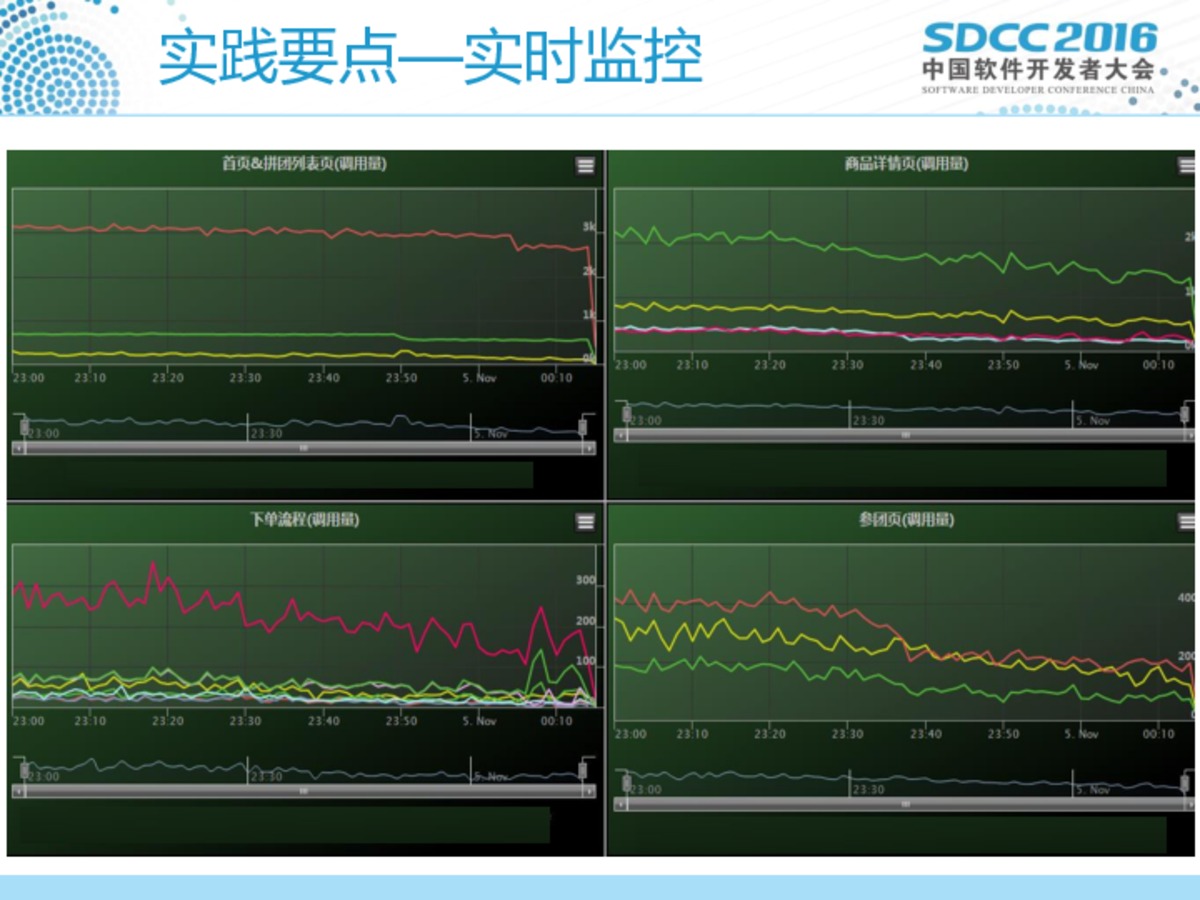 实践要点—实时监控
SDCC 2016
中国软件开发者大会
SOFTWARE DEVELOPER CONFERENCE CHINA
首页&拼团列表页(调用量)
3k
2k
1k
0k
23:00 23:10 23:20 23:30 23:40 23:50 5. Nov 00:10
23:00 23:30 5. Nov
商品详情页(调用量)
23:00 23:10 23:20 23:30 23:40 23:50 5. Nov 00:10
23:00 23:30 5. Nov
下单流程(调用量)
300
200
100
23:00 23:10 23:20 23:30 23:40 23:50 5. Nov 00:10
23:00 23:30 5. Nov
参团页(调用量)
400
200
23:00 23:10 23:20 23:30 23:40 23:50 5. Nov 00:10
23:00 23:30 5. Nov